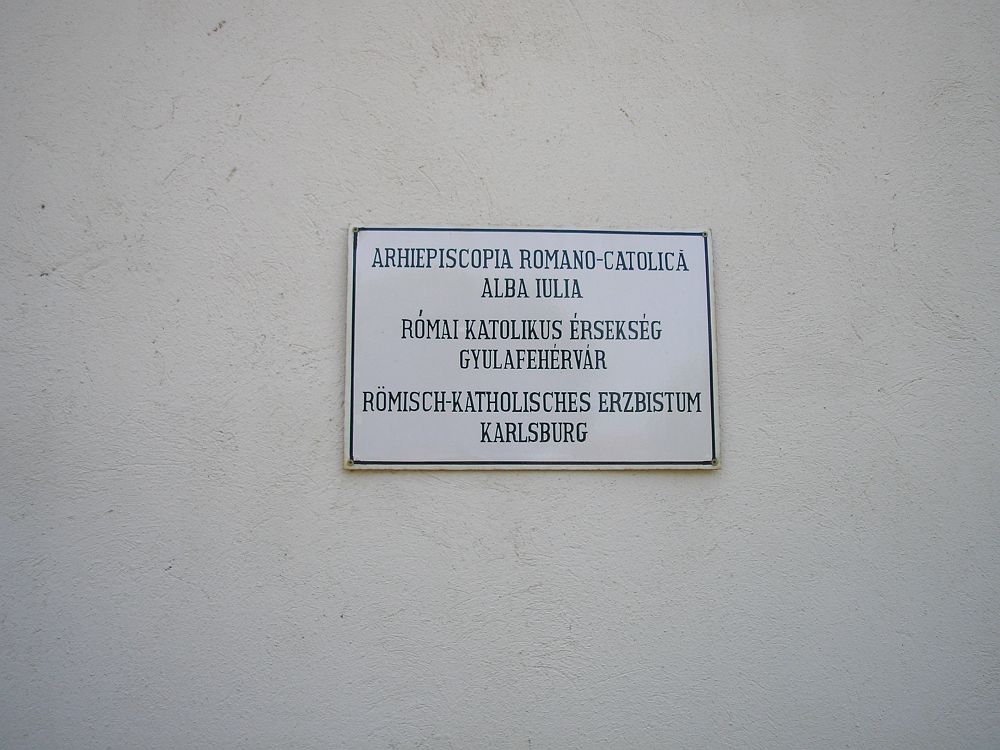 ARHIEPISCOPIA ROMANO-CATOLICĂ
ALBA IULIA
RÓMAI KATOLIKUS ÉRSEKSÉG
GYULAFEHÉRVÁR
RÖMISCH-KATHOLISCHES ERZBISTUM
KARLSBURG